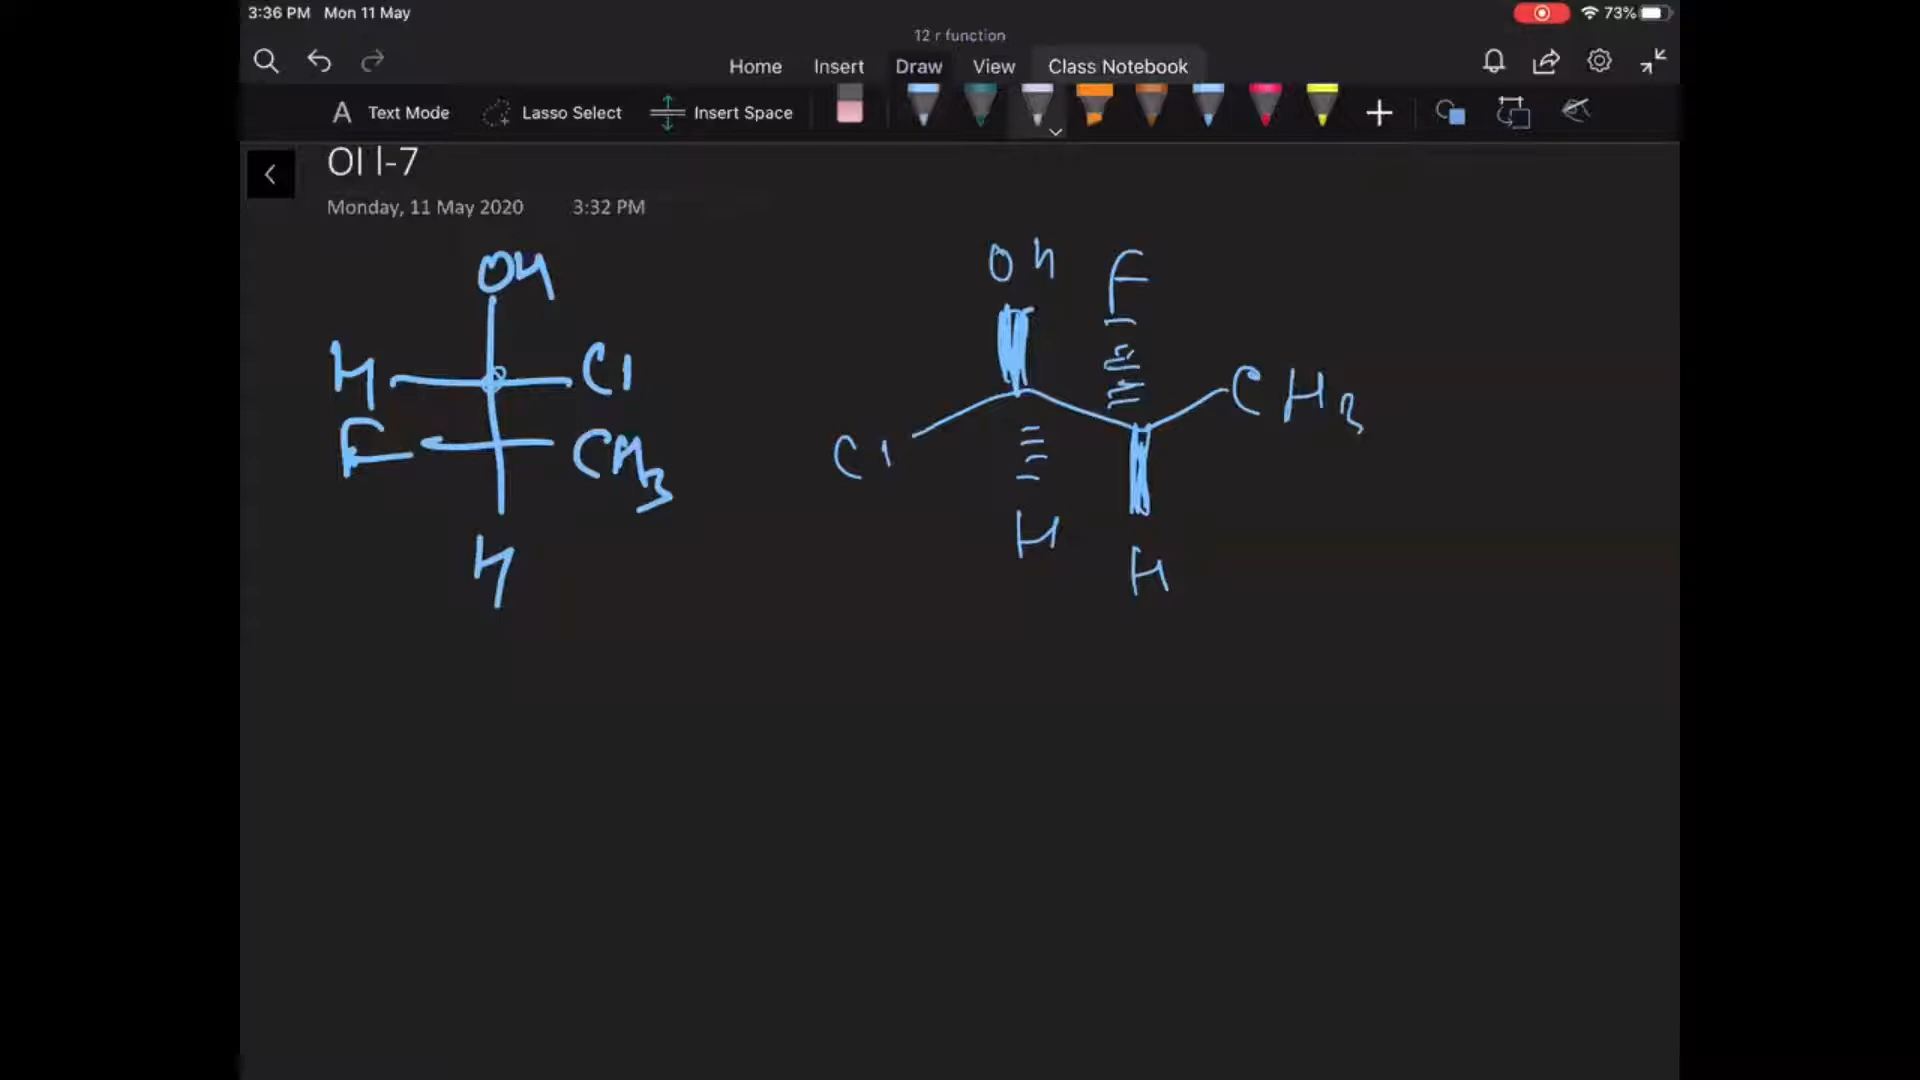 3:36 PM Mon 11 May 73%
12 r function
Home Insert Draw View Class Notebook
A Text Mode Lasso Select Insert Space
OI l-7
Monday, 11 May 2020 3:32 PM
OH
H Cl
F CH3
H
OH F
Cl CH3
H H